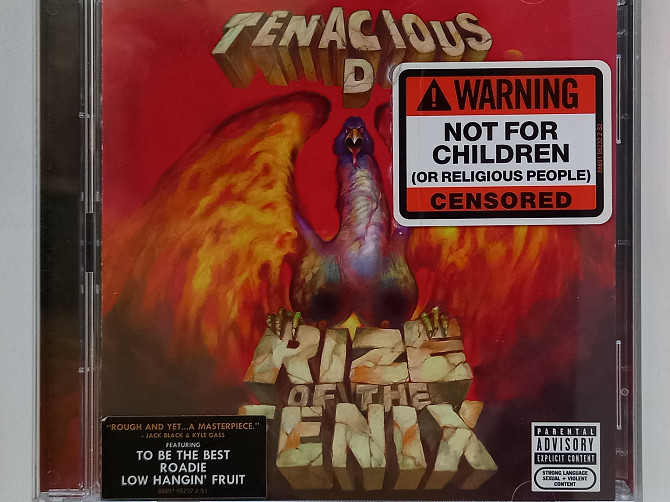 TENACIOUS
D
WARNING
NOT FOR
CHILDREN
(OR RELIGIOUS PEOPLE)
CENSORED
RIZE
OF THE
FENIX
"ROUGH AND YET...A MASTERPIECE."
- JACK BLACK & KYLE GASS
FEATURING
TO BE THE BEST
ROADIE
LOW HANGIN' FRUIT
PARENTAL
ADVISORY
EXPLICIT CONTENT
STRONG LANGUAGE
SEXUAL + VIOLENT
CONTENT